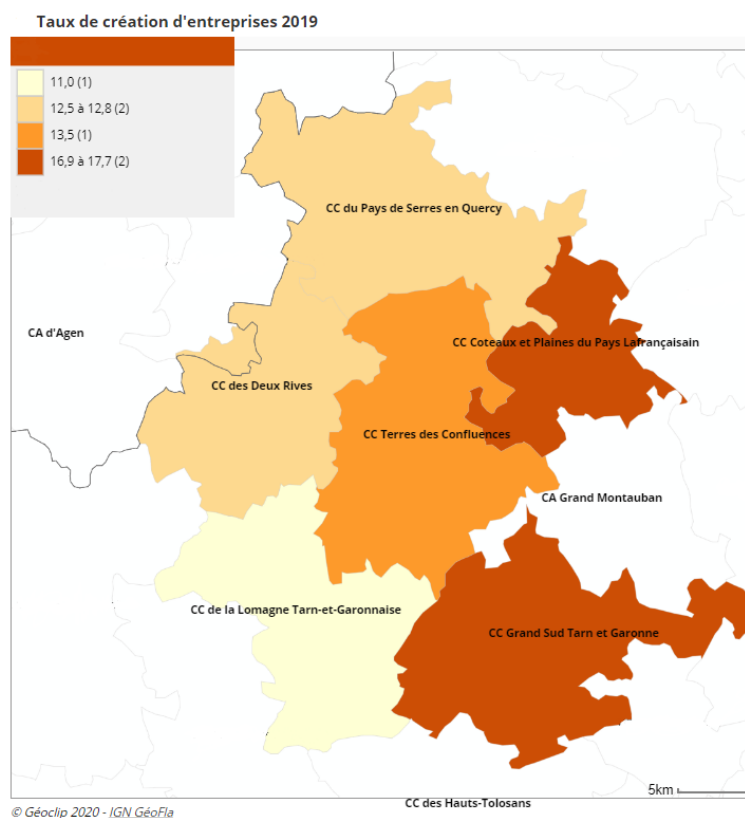 Taux de création d'entreprises 2019
11,0 (1)
12,5 à 12,8 (2)
13,5 (1)
16,9 à 17,7 (2)
CC du Pays de Serres en Quercy
CA d'Agen
CC Coteaux et Plaines du Pays Lafrançaisain
CC des Deux Rives
CC Terres des Confluences
CA Grand Montauban
CC de la Lomagne Tarn-et-Garonnaise
CC Grand Sud Tarn et Garonne
5km
CC des Hauts-Tolosans
© Géoclip 2020 - IGN GéoFla